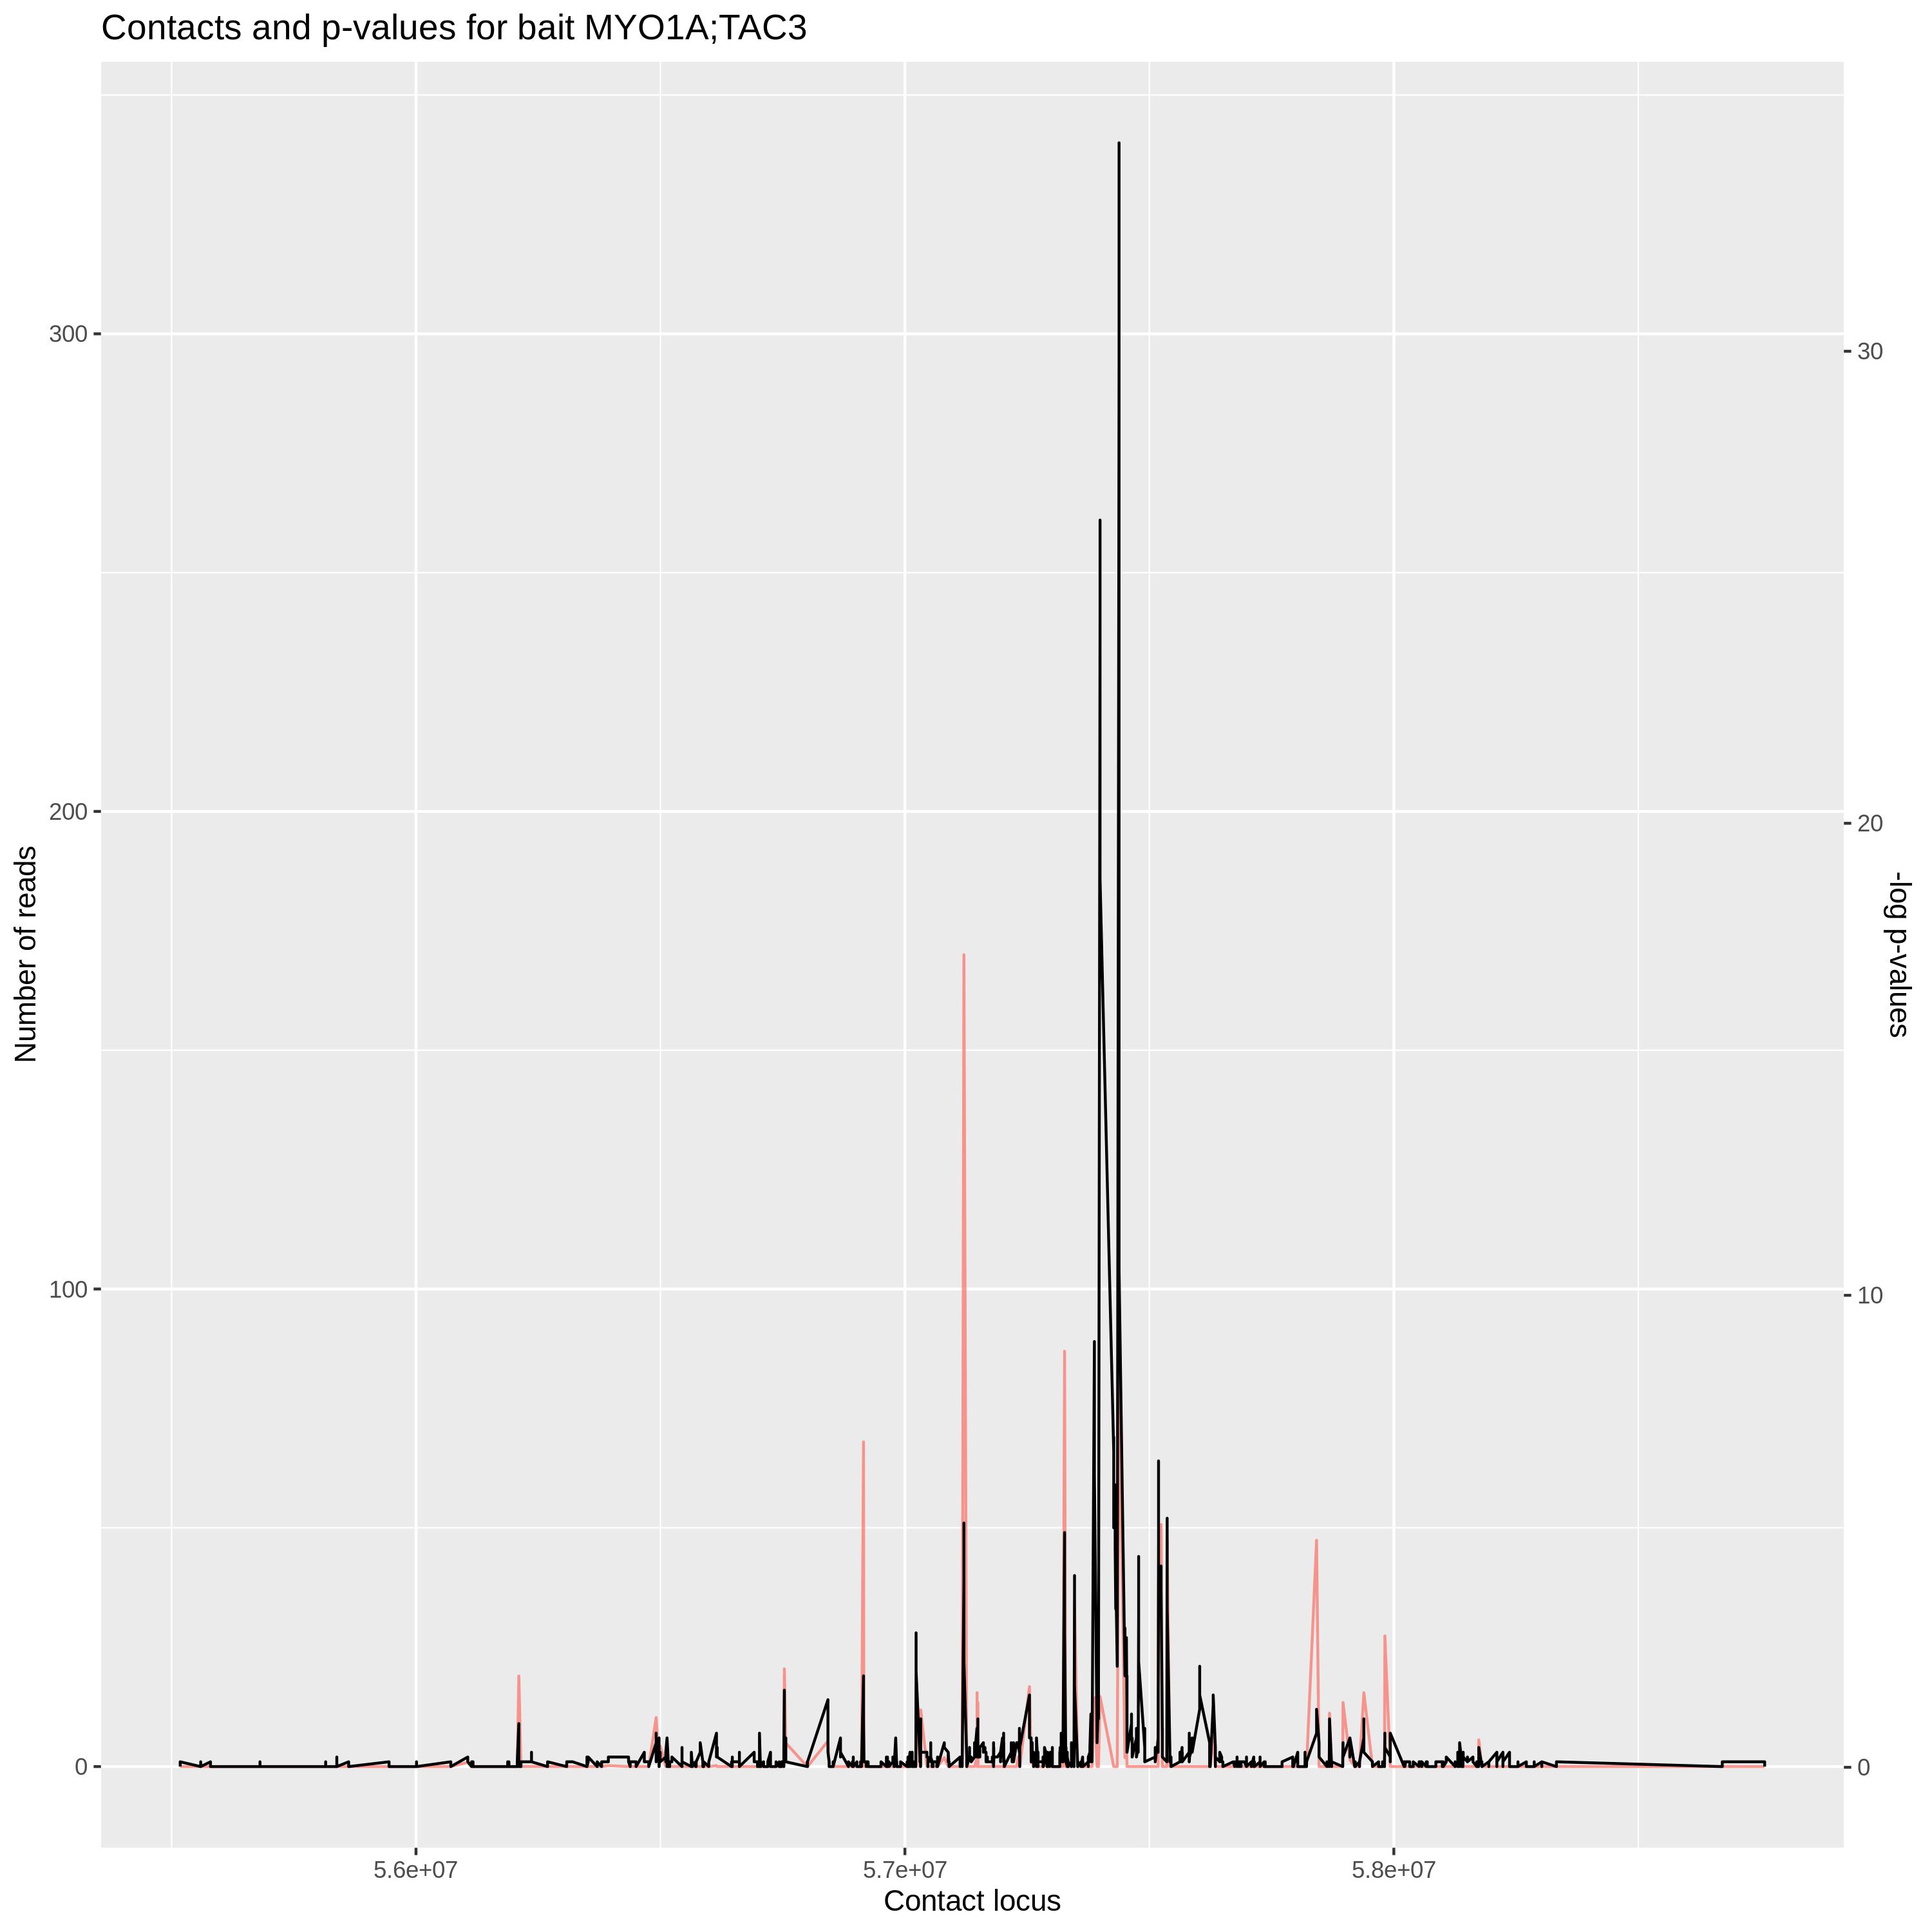 Contacts and p-values for bait MYO1A;TAC3
300
200
100
0
Number of reads
30
20
10
0
-log p-values
5.6e+07
5.7e+07
5.8e+07
Contact locus